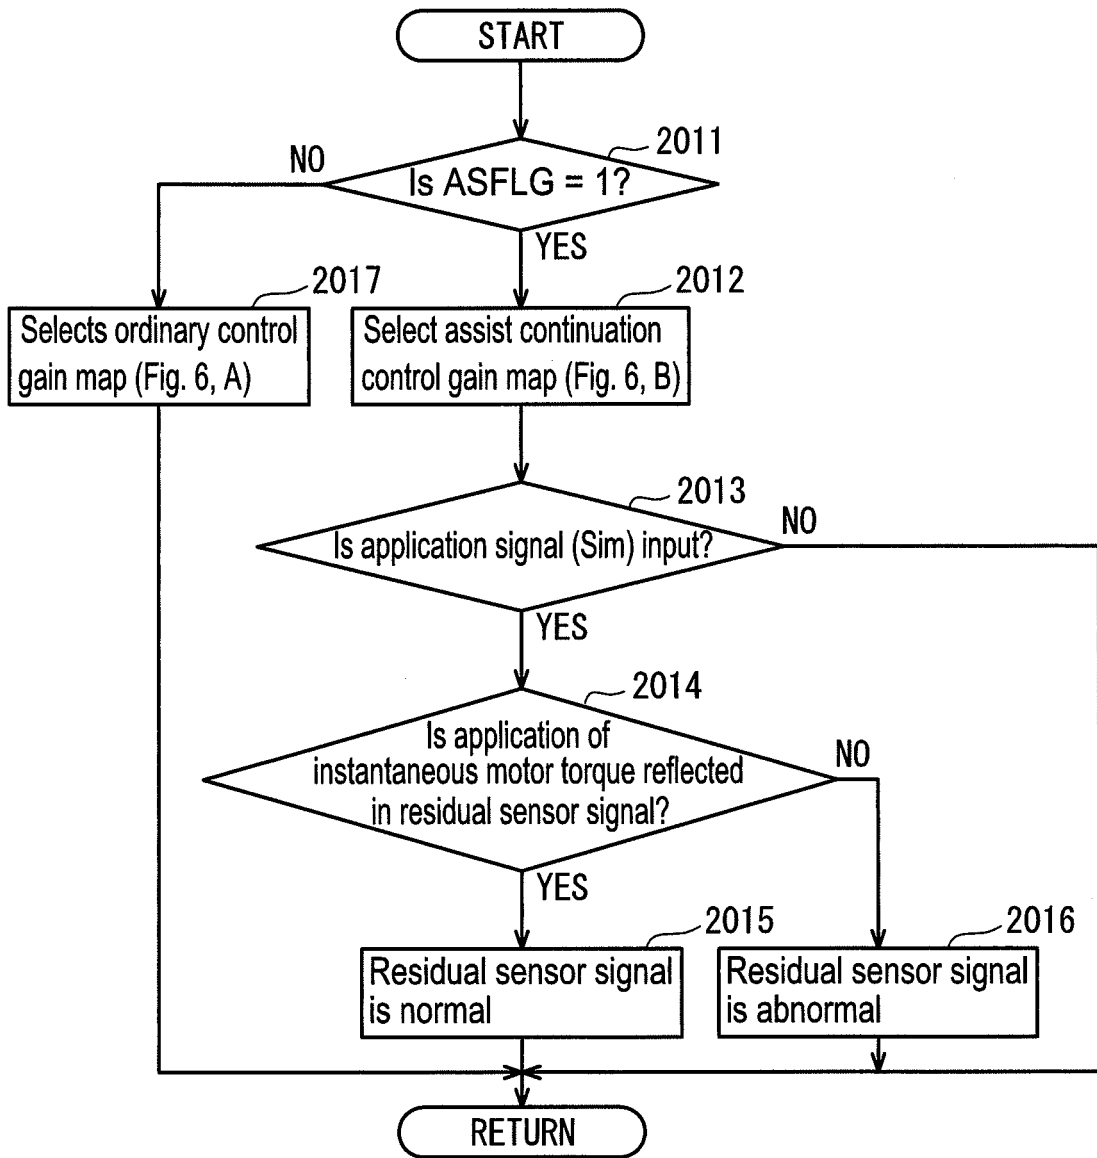 START
2011
NO
Is ASFLG = 1?
YES
2017
2012
Selects ordinary control
gain map (Fig. 6, A)
Select assist continuation
control gain map (Fig. 6, B)
2013
NO
Is application signal (Sim) input?
YES
2014
Is application of
instantaneous motor torque reflected
in residual sensor signal?
NO
YES
2015
2016
Residual sensor signal
is normal
Residual sensor signal
is abnormal
RETURN